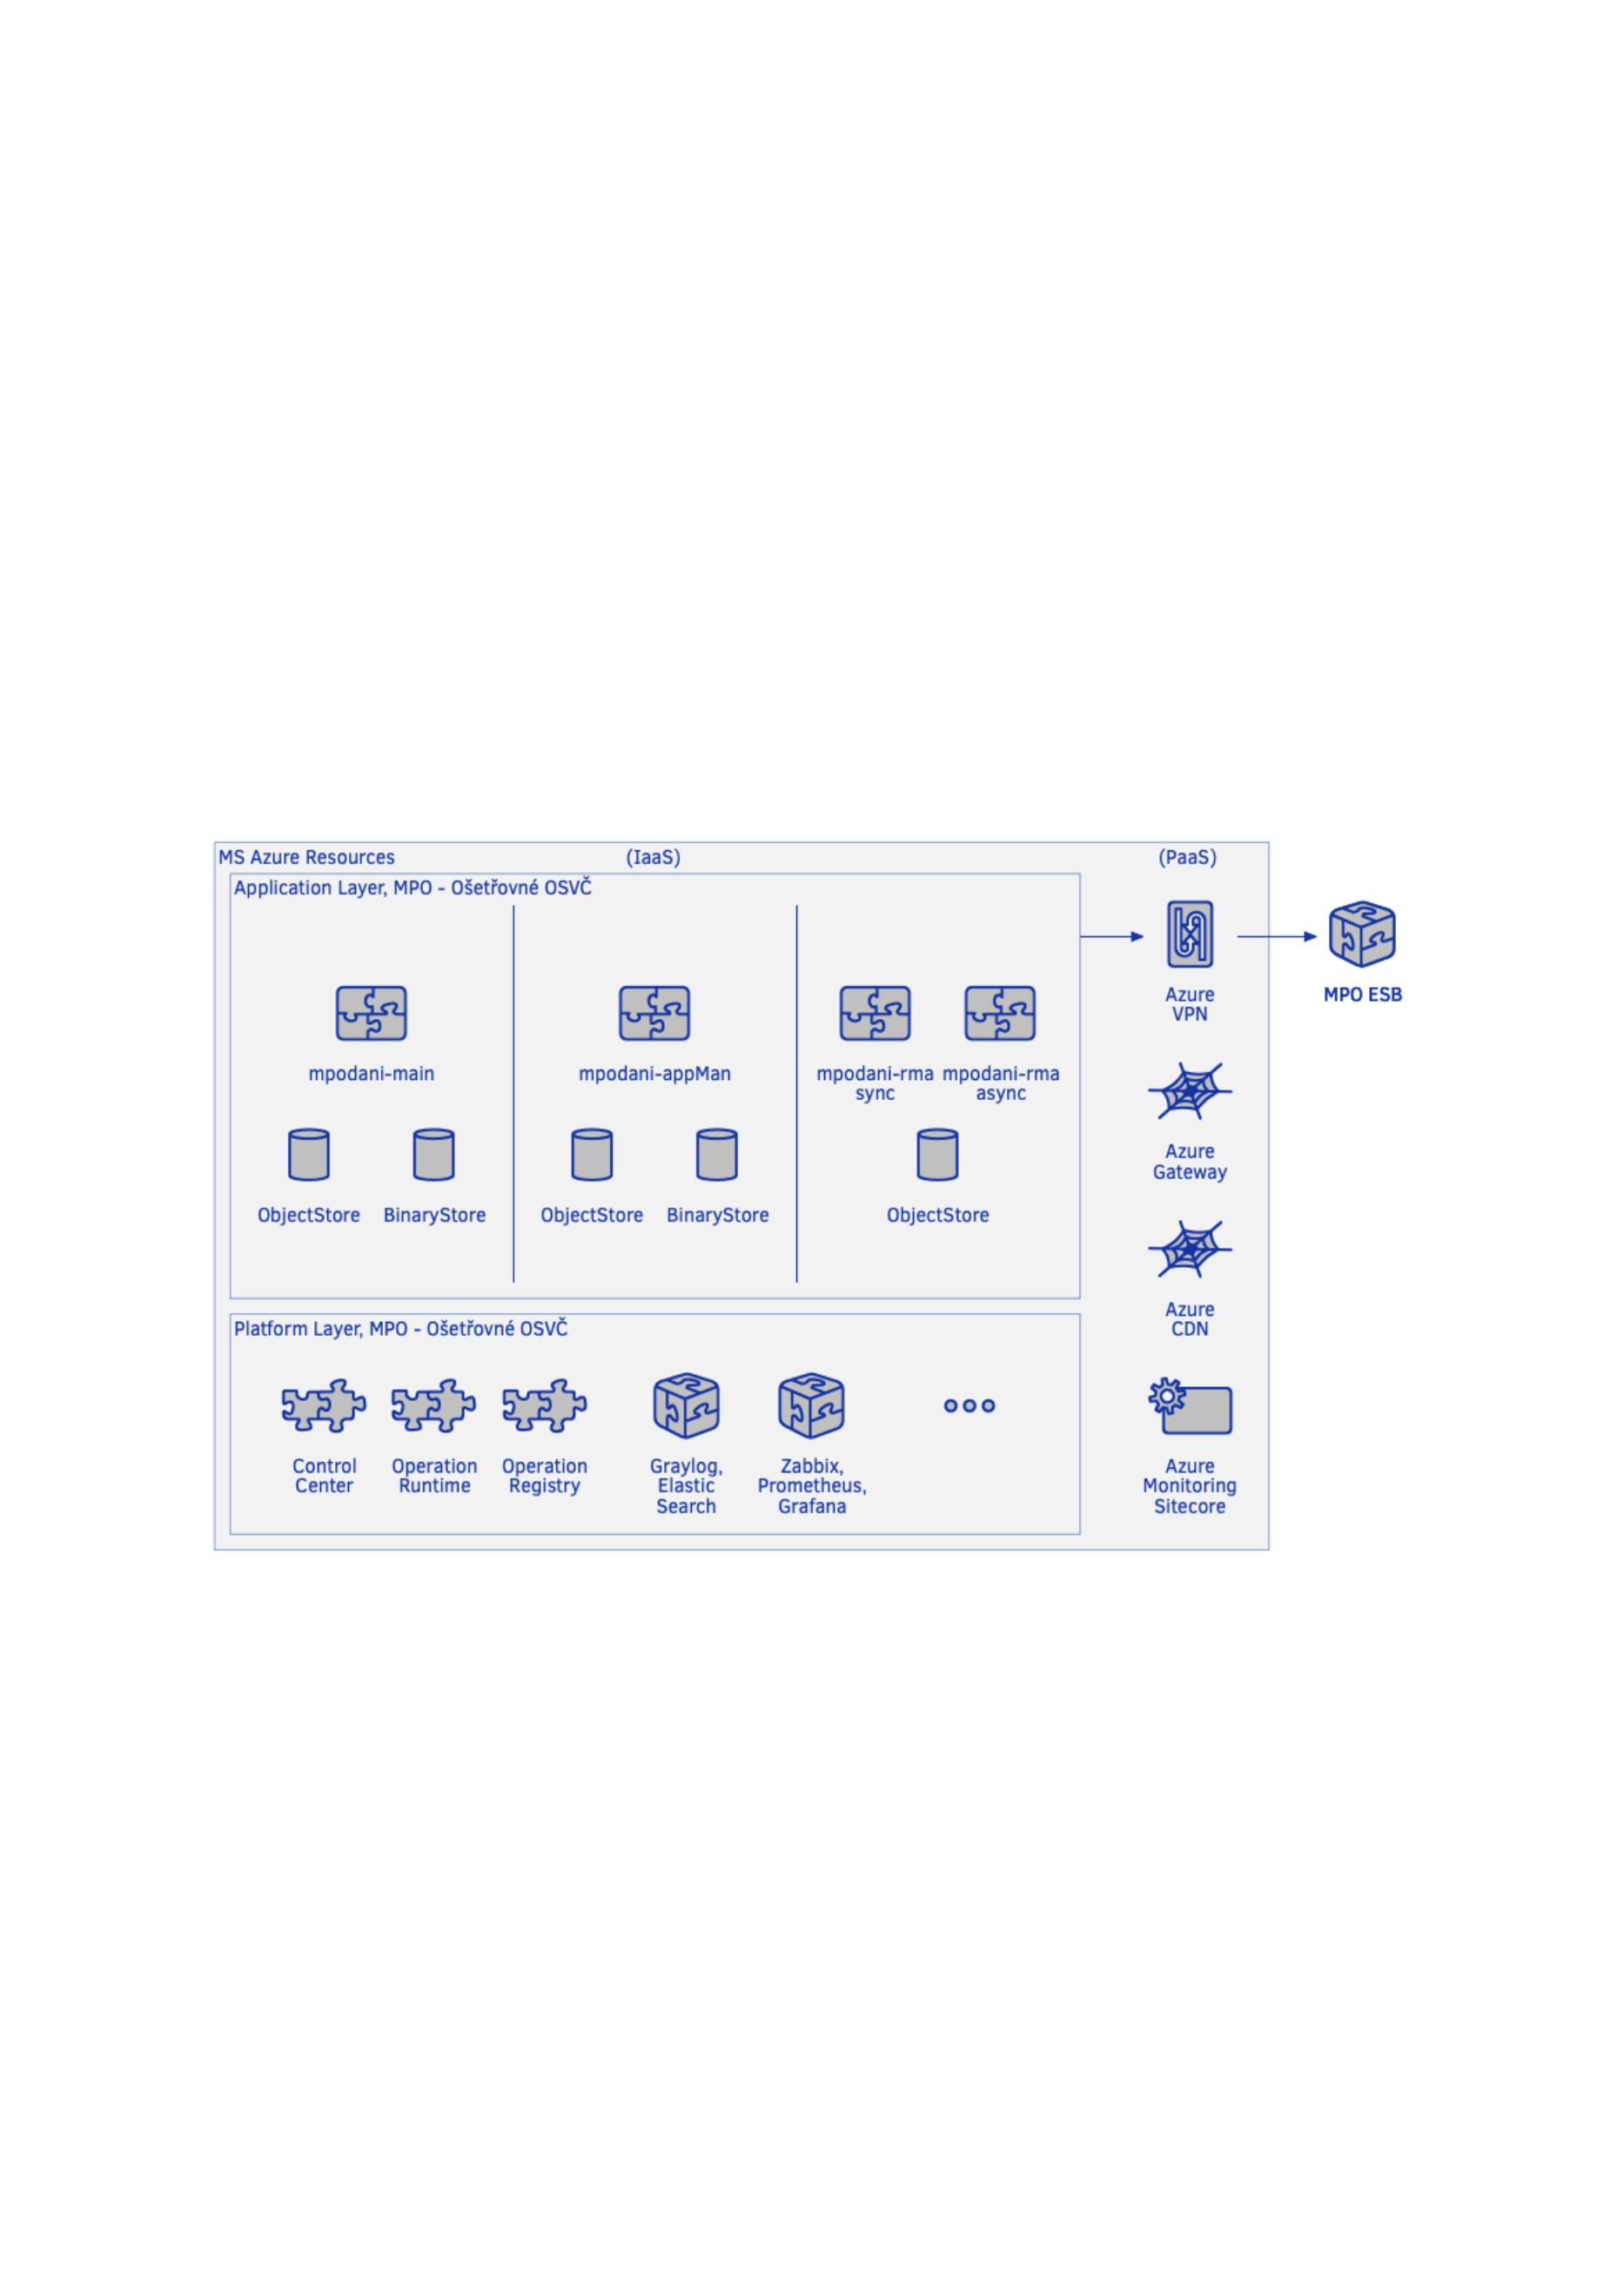 MS Azure Resources
(IaaS)
(PaaS)
Application Layer, MPO - Ošetřovné OSVČ
mpodani-main
ObjectStore
BinaryStore
mpodani-appMan
ObjectStore
BinaryStore
mpodani-rma
sync
mpodani-rma
async
ObjectStore
Azure
VPN
MPO ESB
Azure
Gateway
Azure
CDN
Platform Layer, MPO - Ošetřovné OSVČ
Control
Center
Operation
Runtime
Operation
Registry
Graylog,
Elastic
Search
Zabbix,
Prometheus,
Grafana
Azure
Monitoring
Sitecore